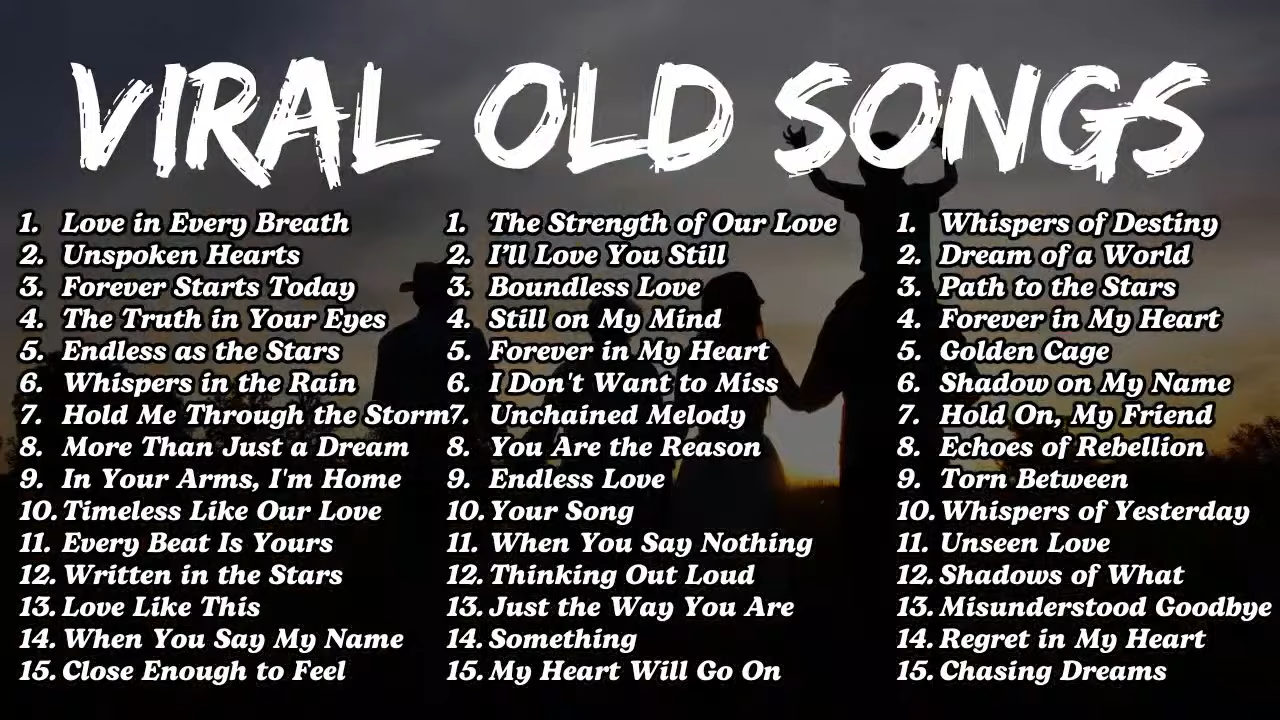 VIRAL OLD SONGS
1. Love in Every Breath
2. Unspoken Hearts
3. Forever Starts Today
4. The Truth in Your Eyes
5. Endless as the Stars
6. Whispers in the Rain
7. Hold Me Through the Storm
8. More Than Just a Dream
9. In Your Arms, I'm Home
10. Timeless Like Our Love
11. Every Beat Is Yours
12. Written in the Stars
13. Love Like This
14. When You Say My Name
15. Close Enough to Feel
1. The Strength of Our Love
2. I’ll Love You Still
3. Boundless Love
4. Still on My Mind
5. Forever in My Heart
6. I Don't Want to Miss
7. Unchained Melody
8. You Are the Reason
9. Endless Love
10. Your Song
11. When You Say Nothing
12. Thinking Out Loud
13. Just the Way You Are
14. Something
15. My Heart Will Go On
1. Whispers of Destiny
2. Dream of a World
3. Path to the Stars
4. Forever in My Heart
5. Golden Cage
6. Shadow on My Name
7. Hold On, My Friend
8. Echoes of Rebellion
9. Torn Between
10. Whispers of Yesterday
11. Unseen Love
12. Shadows of What
13. Misunderstood Goodbye
14. Regret in My Heart
15. Chasing Dreams